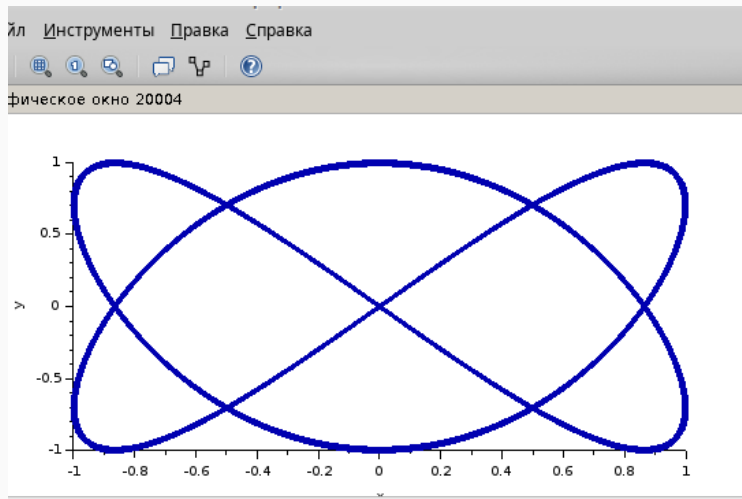 йл Инструменты Правка Справка
фическое окно 20004
1
0.5
y
0
-0.5
-1
-1 -0.8 -0.6 -0.4 -0.2 0 0.2 0.4 0.6 0.8 1